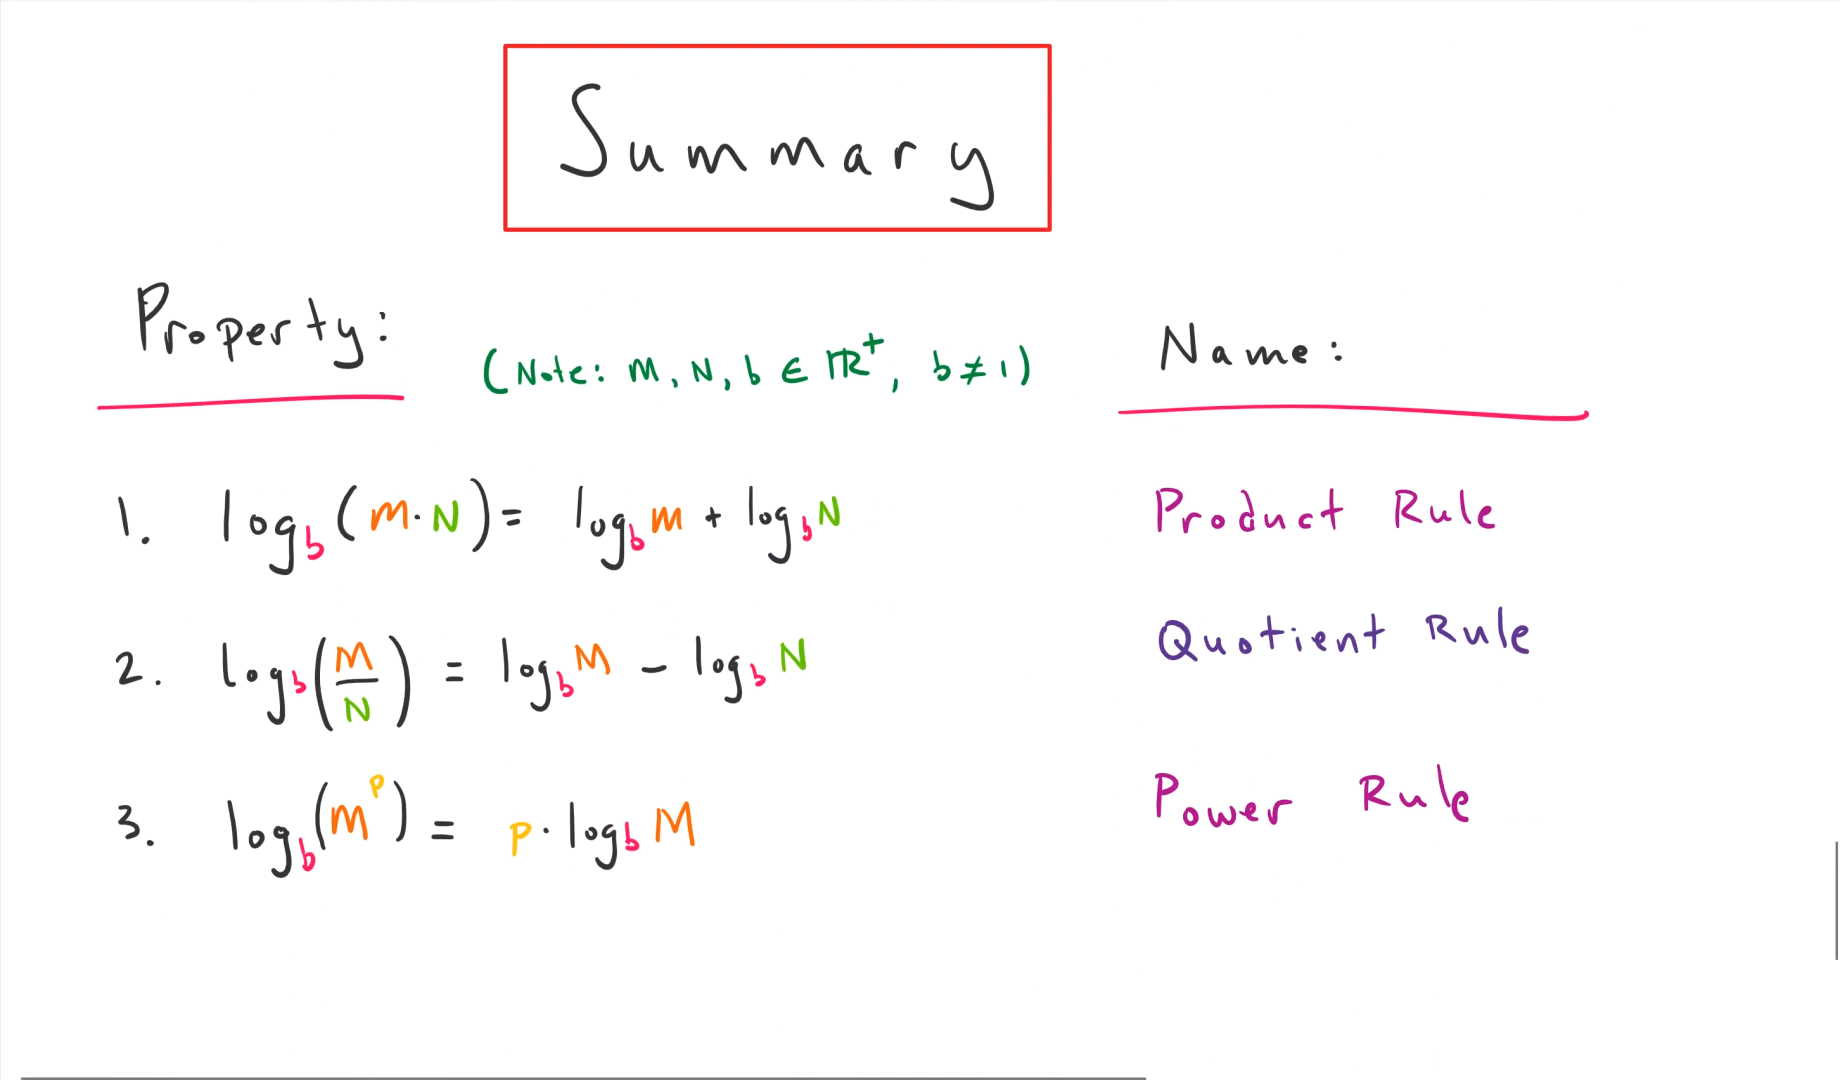 Summary
Property: (Note: M, N, b ∈ ℝ⁺, b ≠ 1) Name:
1. log_b (M · N) = log_b M + log_b N Product Rule
2. log_b (M/N) = log_b M − log_b N Quotient Rule
3. log_b (M^p) = p · log_b M Power Rule